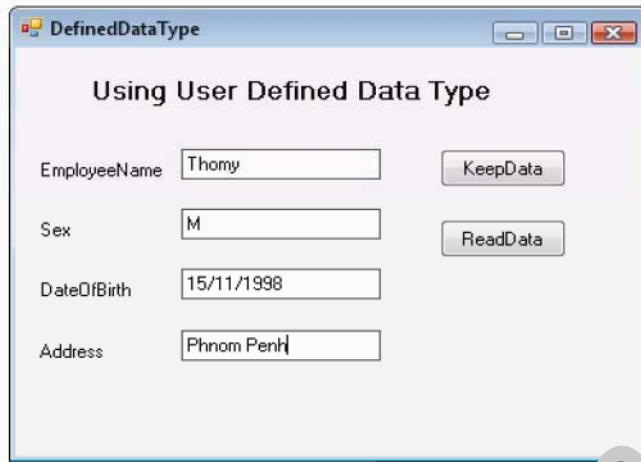 DefinedDataType
Using User Defined Data Type
EmployeeName Thomy KeepData
Sex M
ReadData
DateOfBirth 15/11/1998
Address Phnom Penh